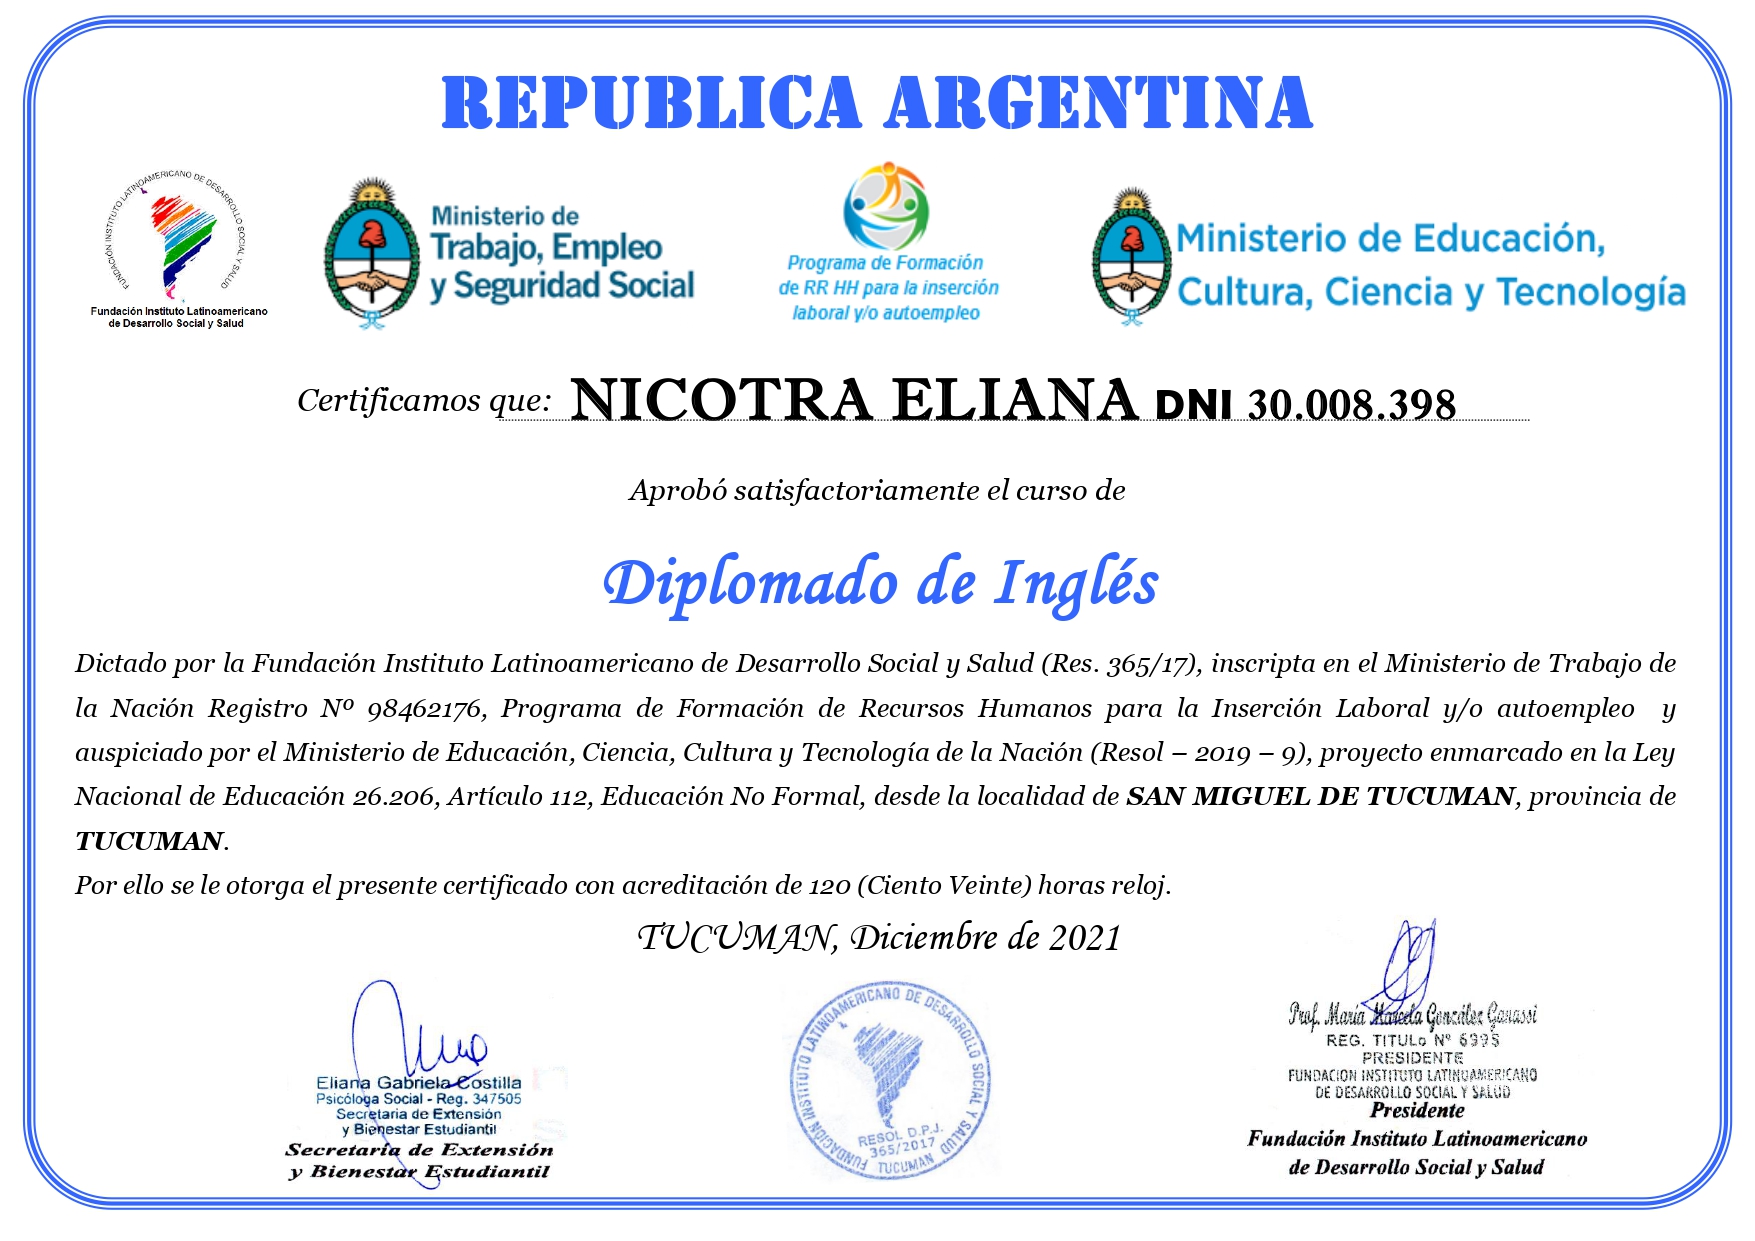 REPUBLICA ARGENTINA
FUNDACIÓN INSTITUTO LATINOAMERICANO DE DESARROLLO SOCIAL Y SALUD
Fundación Instituto Latinoamericano
de Desarrollo Social y Salud
Ministerio de
Trabajo, Empleo
y Seguridad Social
Programa de Formación
de RR HH para la inserción
laboral y/o autoempleo
Ministerio de Educación,
Cultura, Ciencia y Tecnología
Certificamos que: NICOTRA ELIANA DNI 30.008.398
Aprobó satisfactoriamente el curso de
Diplomado de Inglés
Dictado por la Fundación Instituto Latinoamericano de Desarrollo Social y Salud (Res. 365/17), inscripta en el Ministerio de Trabajo de
la Nación Registro Nº 98462176, Programa de Formación de Recursos Humanos para la Inserción Laboral y/o autoempleo y
auspiciado por el Ministerio de Educación, Ciencia, Cultura y Tecnología de la Nación (Resol – 2019 – 9), proyecto enmarcado en la Ley
Nacional de Educación 26.206, Artículo 112, Educación No Formal, desde la localidad de SAN MIGUEL DE TUCUMAN, provincia de
TUCUMAN.
Por ello se le otorga el presente certificado con acreditación de 120 (Ciento Veinte) horas reloj.
TUCUMAN, Diciembre de 2021
Eliana Gabriela Costilla
Psicóloga Social - Reg. 347505
Secretaria de Extensión
y Bienestar Estudiantil
Secretaría de Extensión
y Bienestar Estudiantil
FUNDACIÓN INSTITUTO LATINOAMERICANO DE DESARROLLO SOCIAL Y SALUD
RESOL D.P.J.
365/2017
TUCUMAN
Prof. María Marcela González
REG. TITULO Nº 6395
PRESIDENTE
FUNDACION INSTITUTO LATINOAMERICANO
DE DESARROLLO SOCIAL Y SALUD
Presidente
Fundación Instituto Latinoamericano
de Desarrollo Social y Salud